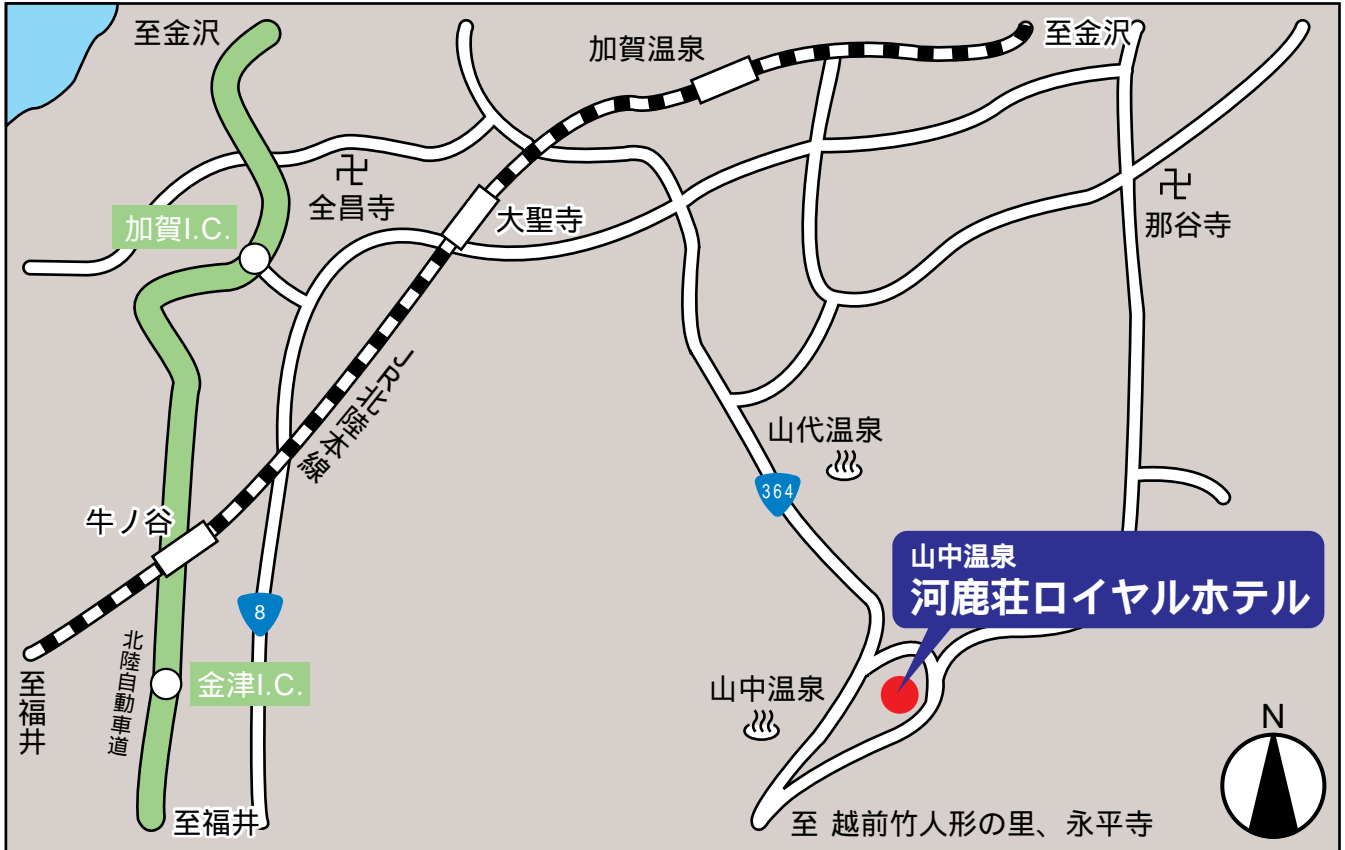 至金沢
加賀温泉
至金沢
卍
全昌寺
卍
那谷寺
加賀I.C.
大聖寺
JR北陸本線
山代温泉
364
牛ノ谷
山中温泉
河鹿荘ロイヤルホテル
8
北陸自動車道
金津I.C.
至福井
山中温泉
N
至福井
至 越前竹人形の里、永平寺